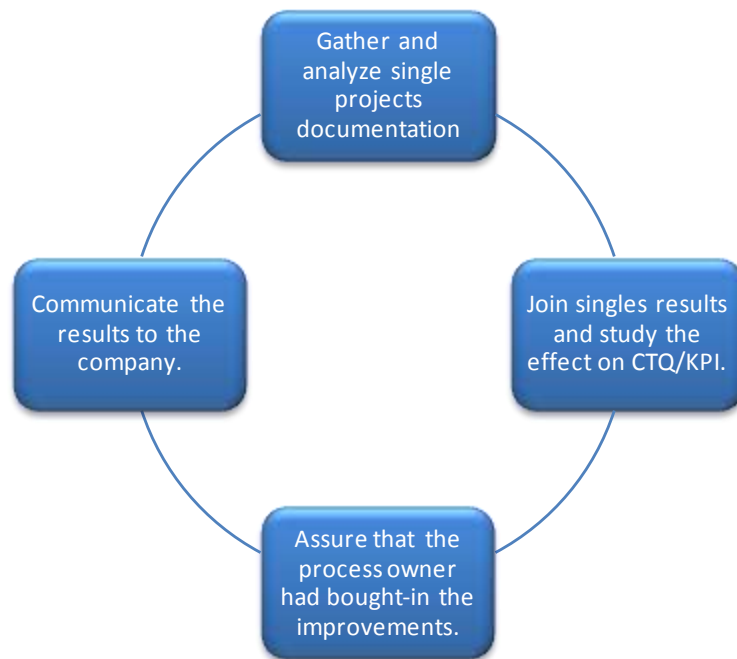 Gather and
analyze single
projects
documentation
Join singles results
and study the
effect on CTQ/KPI.
Assure that the
process owner
had bought-in the
improvements.
Communicate the
results to the
company.